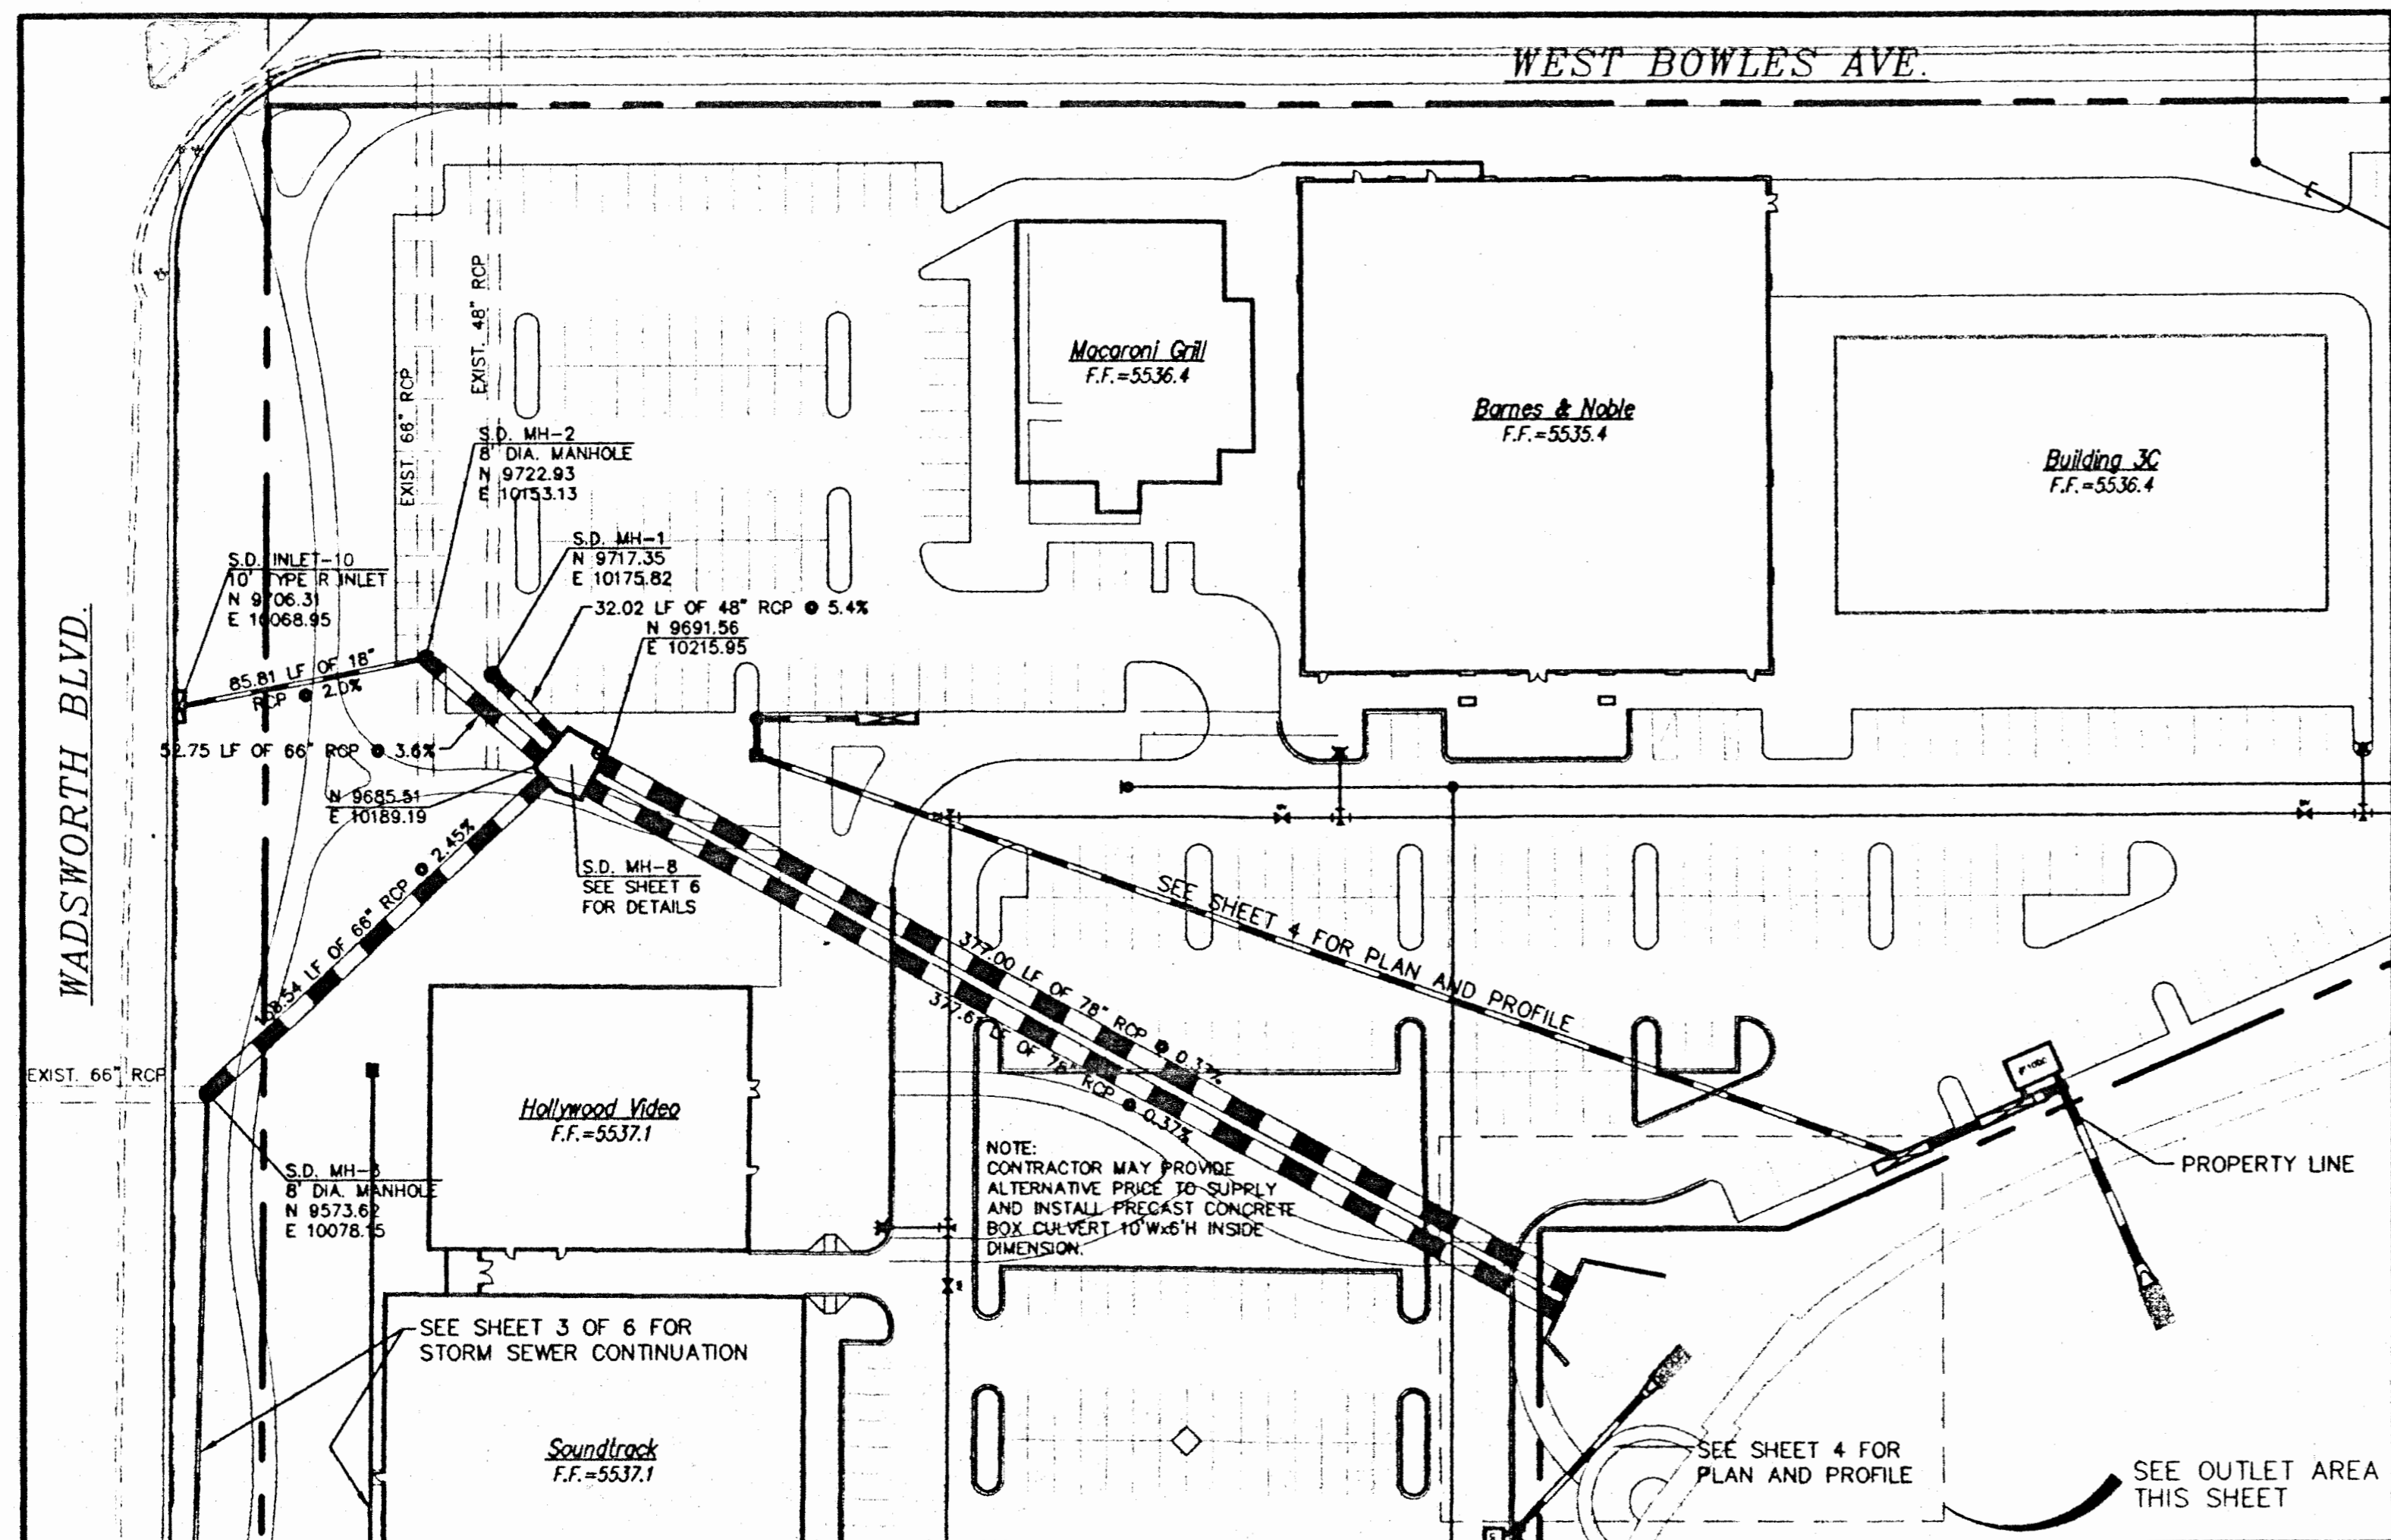 WEST BOWLES AVE.
WADSWORTH BLVD.
EXIST. 66" RCP
EXIST. 48" RCP
Macaroni Grill
F.F.=5536.4
Barnes & Noble
F.F.=5535.4
Building 3C
F.F.=5536.4
S.D. MH-2
8' DIA. MANHOLE
N 9722.93
E 10153.13
S.D. MH-1
N 9717.35
E 10175.82
32.02 LF OF 48" RCP @ 5.4%
N 9691.56
E 10215.95
S.D. INLET-10
10' TYPE R INLET
N 9706.31
E 10068.95
85.81 LF OF 18"
RCP @ 2.0%
52.75 LF OF 66" RCP @ 3.6%
N 9685.51
E 10189.19
LF OF 66" RCP @ 2.45%
S.D. MH-8
SEE SHEET 6
FOR DETAILS
SEE SHEET 4 FOR PLAN AND PROFILE
377.00 LF OF 78" RCP @ 0.37%
LF OF 78" RCP @ 0.37%
EXIST. 66" RCP
Hollywood Video
F.F.=5537.1
S.D.
8' DIA. MANHOLE
N 9573.62
E 10078.15
NOTE:
CONTRACTOR MAY PROVIDE
ALTERNATIVE PRICE TO SUPPLY
AND INSTALL PRECAST CONCRETE
BOX CULVERT 10'Wx6'H INSIDE
DIMENSION.
PROPERTY LINE
SEE SHEET 3 OF 6 FOR
STORM SEWER CONTINUATION
Soundtrack
F.F.=5537.1
SEE SHEET 4 FOR
PLAN AND PROFILE
SEE OUTLET AREA
THIS SHEET